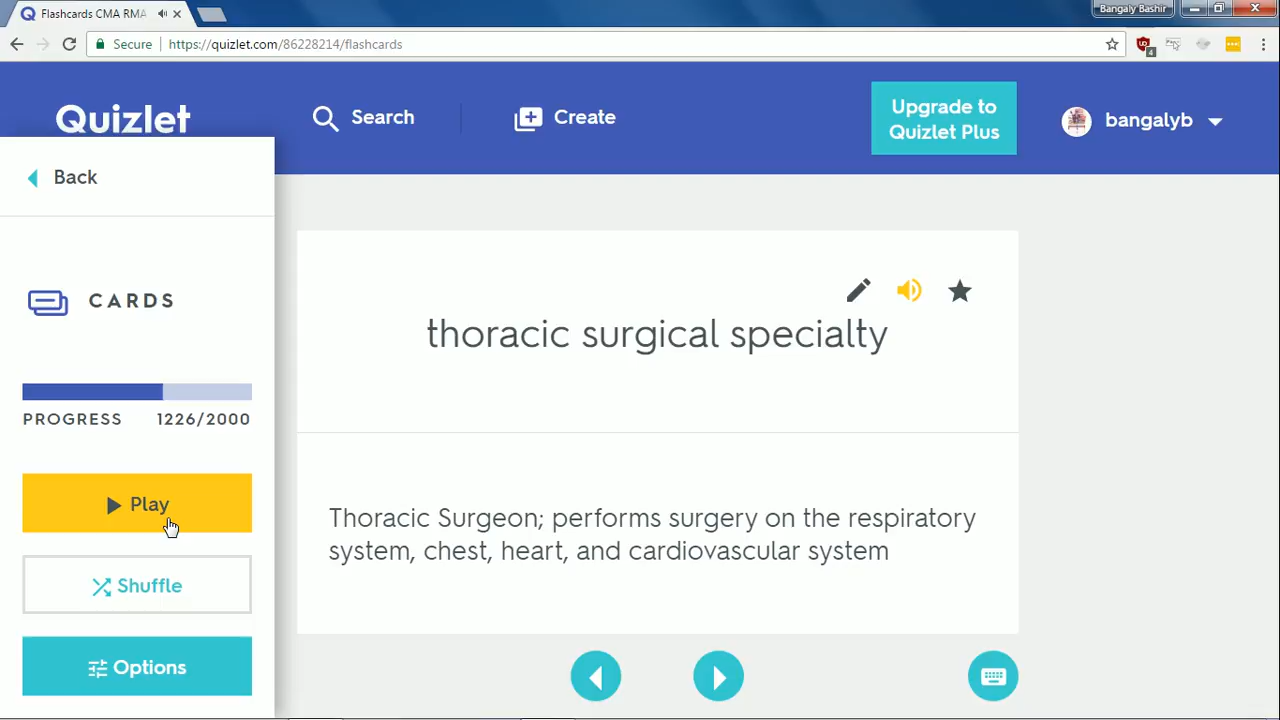 Flashcards CMA RMA
Bangaly Bashir
Secure
https://quizlet.com/86228214/flashcards
4
Quizlet
Search
Create
Upgrade to
Quizlet Plus
bangalyb
Back
CARDS
PROGRESS 1226/2000
Play
Shuffle
Options
thoracic surgical specialty
Thoracic Surgeon; performs surgery on the respiratory
system, chest, heart, and cardiovascular system